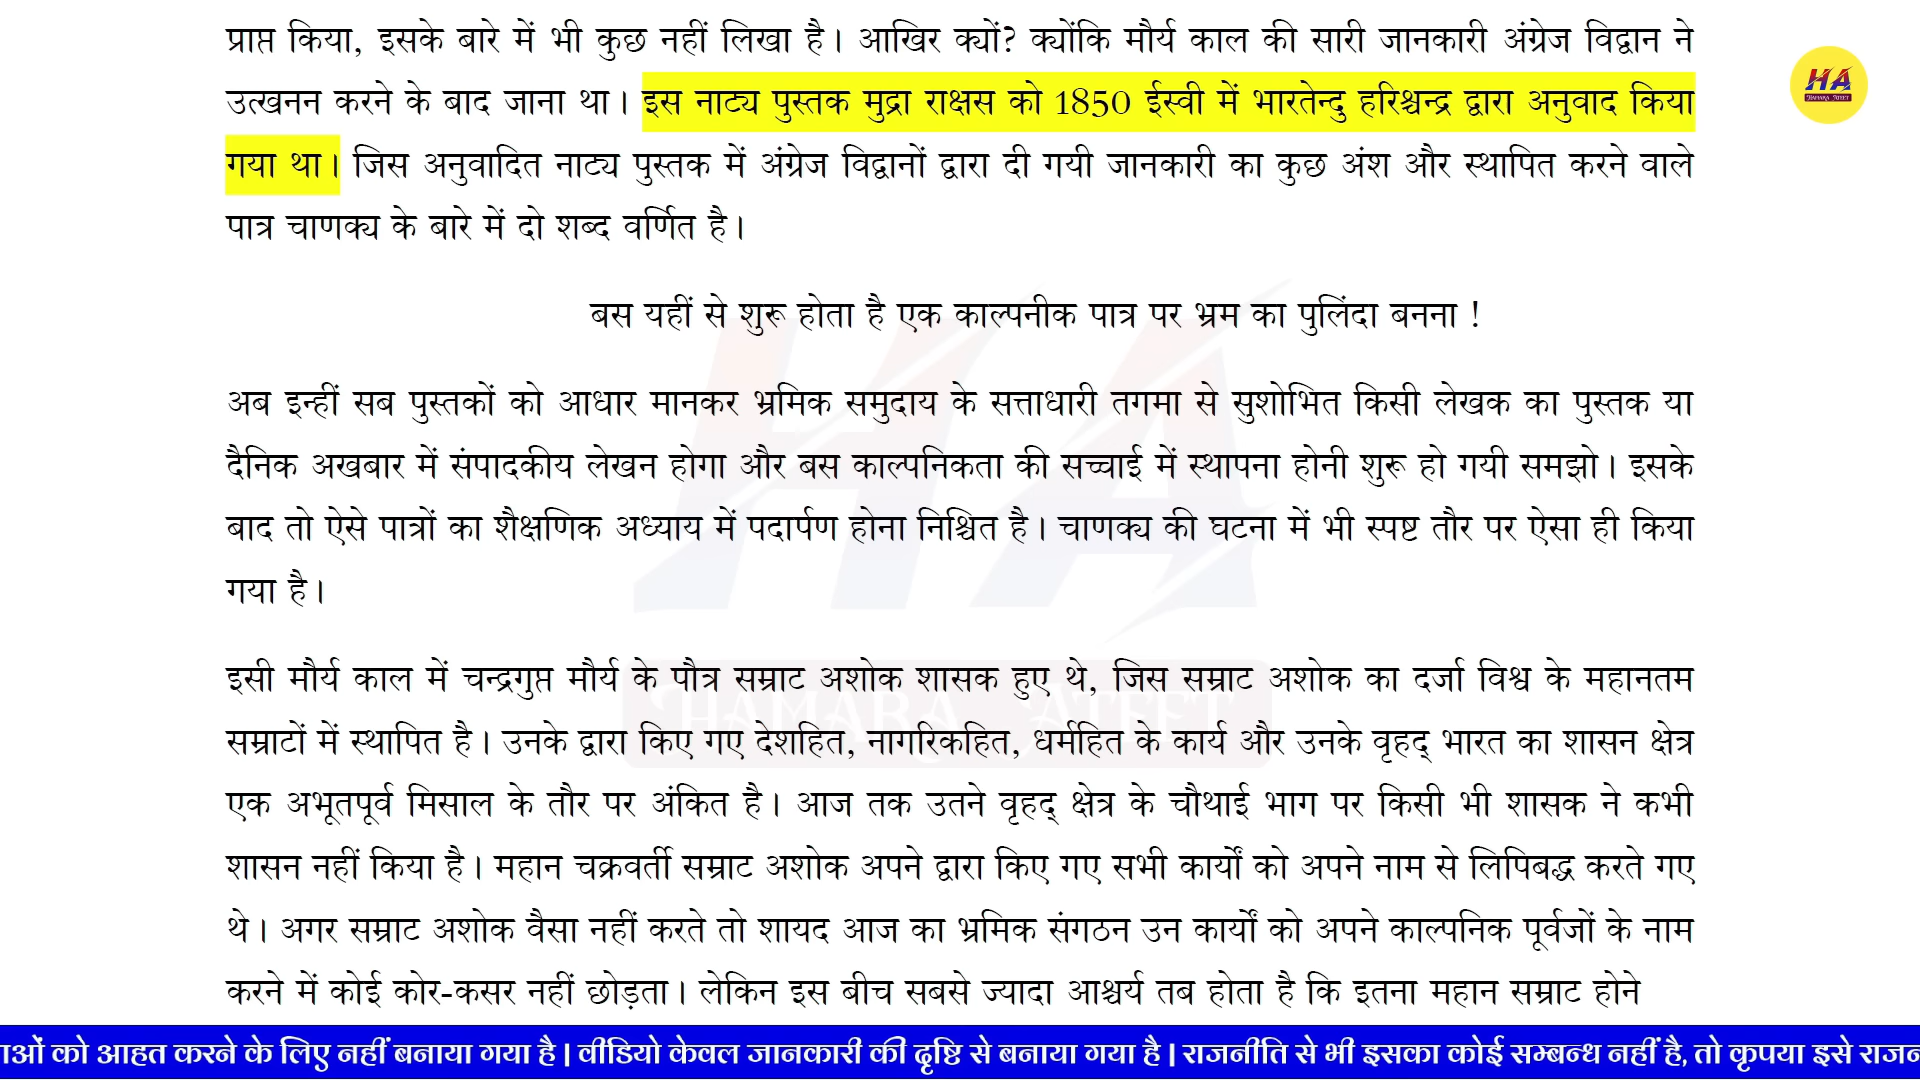 प्राप्त किया, इसके बारे में भी कुछ नहीं लिखा है। आखिर क्यों? क्योंकि मौर्य काल की सारी जानकारी अंग्रेज विद्वान ने
HA
HAMARA ATEET
उत्खनन करने के बाद जाना था। इस नाट्य पुस्तक मुद्रा राक्षस को 1850 ईस्वी में भारतेन्दु हरिश्चन्द्र द्वारा अनुवाद किया
गया था। जिस अनुवादित नाट्य पुस्तक में अंग्रेज विद्वानों द्वारा दी गयी जानकारी का कुछ अंश और स्थापित करने वाले
पात्र चाणक्य के बारे में दो शब्द वर्णित है।
बस यहीं से शुरू होता है एक काल्पनीक पात्र पर भ्रम का पुलिंदा बनना !
अब इन्हीं सब पुस्तकों को आधार मानकर भ्रमिक समुदाय के सत्ताधारी तगमा से सुशोभित किसी लेखक का पुस्तक या
दैनिक अखबार में संपादकीय लेखन होगा और बस काल्पनिकता की सच्चाई में स्थापना होनी शुरू हो गयी समझो। इसके
बाद तो ऐसे पात्रों का शैक्षणिक अध्याय में पदार्पण होना निश्चित है। चाणक्य की घटना में भी स्पष्ट तौर पर ऐसा ही किया
गया है।
HA
इसी मौर्य काल में चन्द्रगुप्त मौर्य के पौत्र सम्राट अशोक शासक हुए थे, जिस सम्राट अशोक का दर्जा विश्व के महानतम
HAMARA ATEET
सम्राटों में स्थापित है। उनके द्वारा किए गए देशहित, नागरिकहित, धर्महित के कार्य और उनके वृहद् भारत का शासन क्षेत्र
एक अभूतपूर्व मिसाल के तौर पर अंकित है। आज तक उतने वृहद् क्षेत्र के चौथाई भाग पर किसी भी शासक ने कभी
शासन नहीं किया है। महान चक्रवर्ती सम्राट अशोक अपने द्वारा किए गए सभी कार्यों को अपने नाम से लिपिबद्ध करते गए
थे। अगर सम्राट अशोक वैसा नहीं करते तो शायद आज का भ्रमिक संगठन उन कार्यों को अपने काल्पनिक पूर्वजों के नाम
करने में कोई कोर-कसर नहीं छोड़ता। लेकिन इस बीच सबसे ज्यादा आश्चर्य तब होता है कि इतना महान सम्राट होने
को आहत करने के लिए नहीं बनाया गया है | वीडियो केवल जानकारी की दृष्टि से बनाया गया है | राजनीति से भी इसका कोई सम्बन्ध नहीं है, तो कृपया इसे